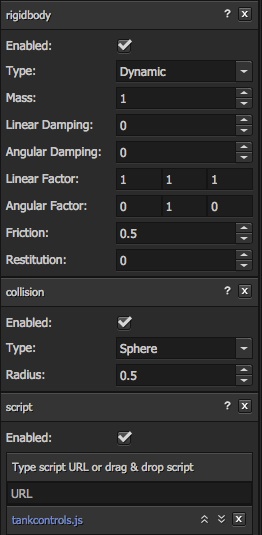 rigidbody ? x
Enabled:
Type: Dynamic
Mass: 1
Linear Damping: 0
Angular Damping: 0
Linear Factor: 1 1 1
Angular Factor: 0 1 0
Friction: 0.5
Restitution: 0
collision ? x
Enabled:
Type: Sphere
Radius: 0.5
script ? x
Enabled:
Type script URL or drag & drop script
URL
tankcontrols.js x